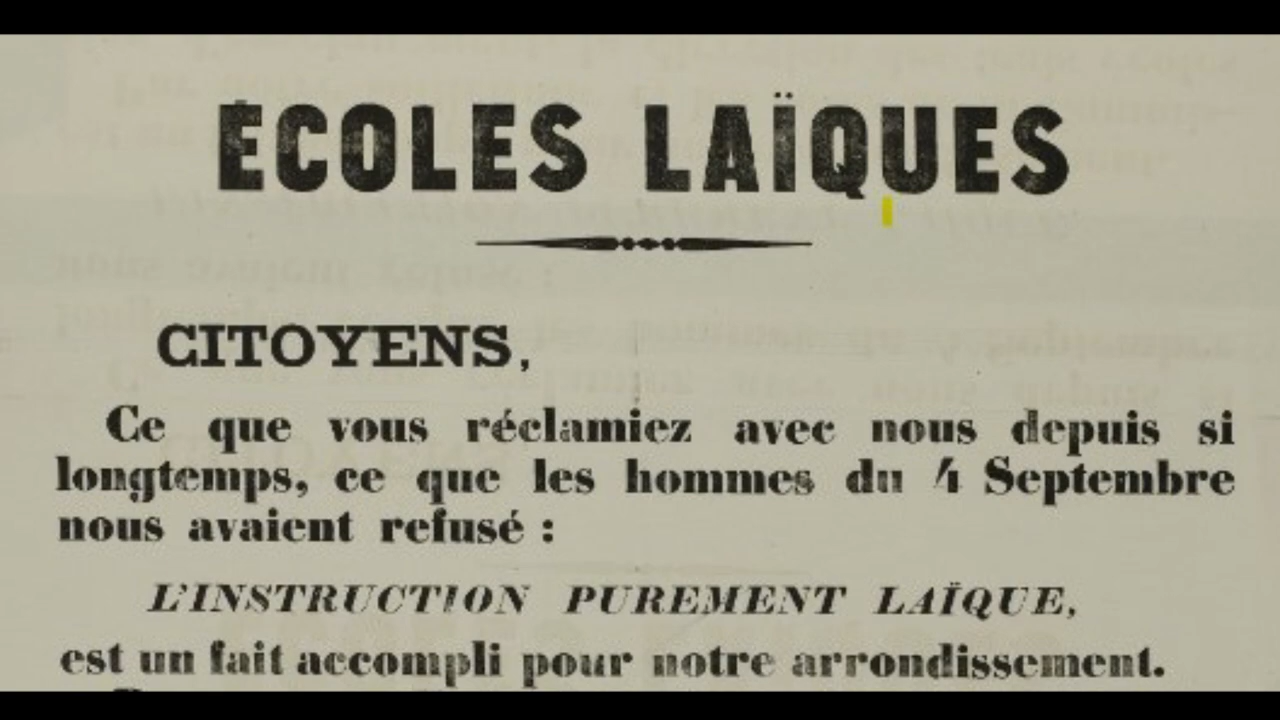 ÉCOLES LAÏQUES
CITOYENS,
Ce que vous réclamiez avec nous depuis si
longtemps, ce que les hommes du 4 Septembre
nous avaient refusé :
L'INSTRUCTION PUREMENT LAÏQUE,
est un fait accompli pour notre arrondissement.